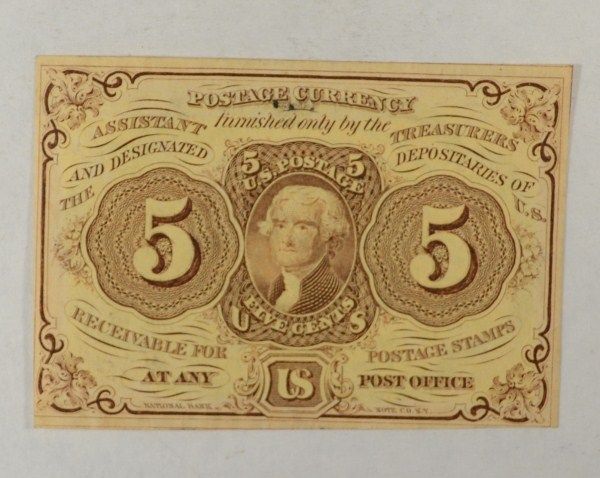 POSTAGE CURRENCY
furnished only by the
ASSISTANT TREASURERS
AND DESIGNATED DEPOSITARIES OF
THE U.S.
5 5
U.S. POSTAGE
5 5
FIVE CENTS
U S
RECEIVABLE FOR POSTAGE STAMPS
AT ANY US POST OFFICE
NATIONAL BANK NOTE CO. N.Y.